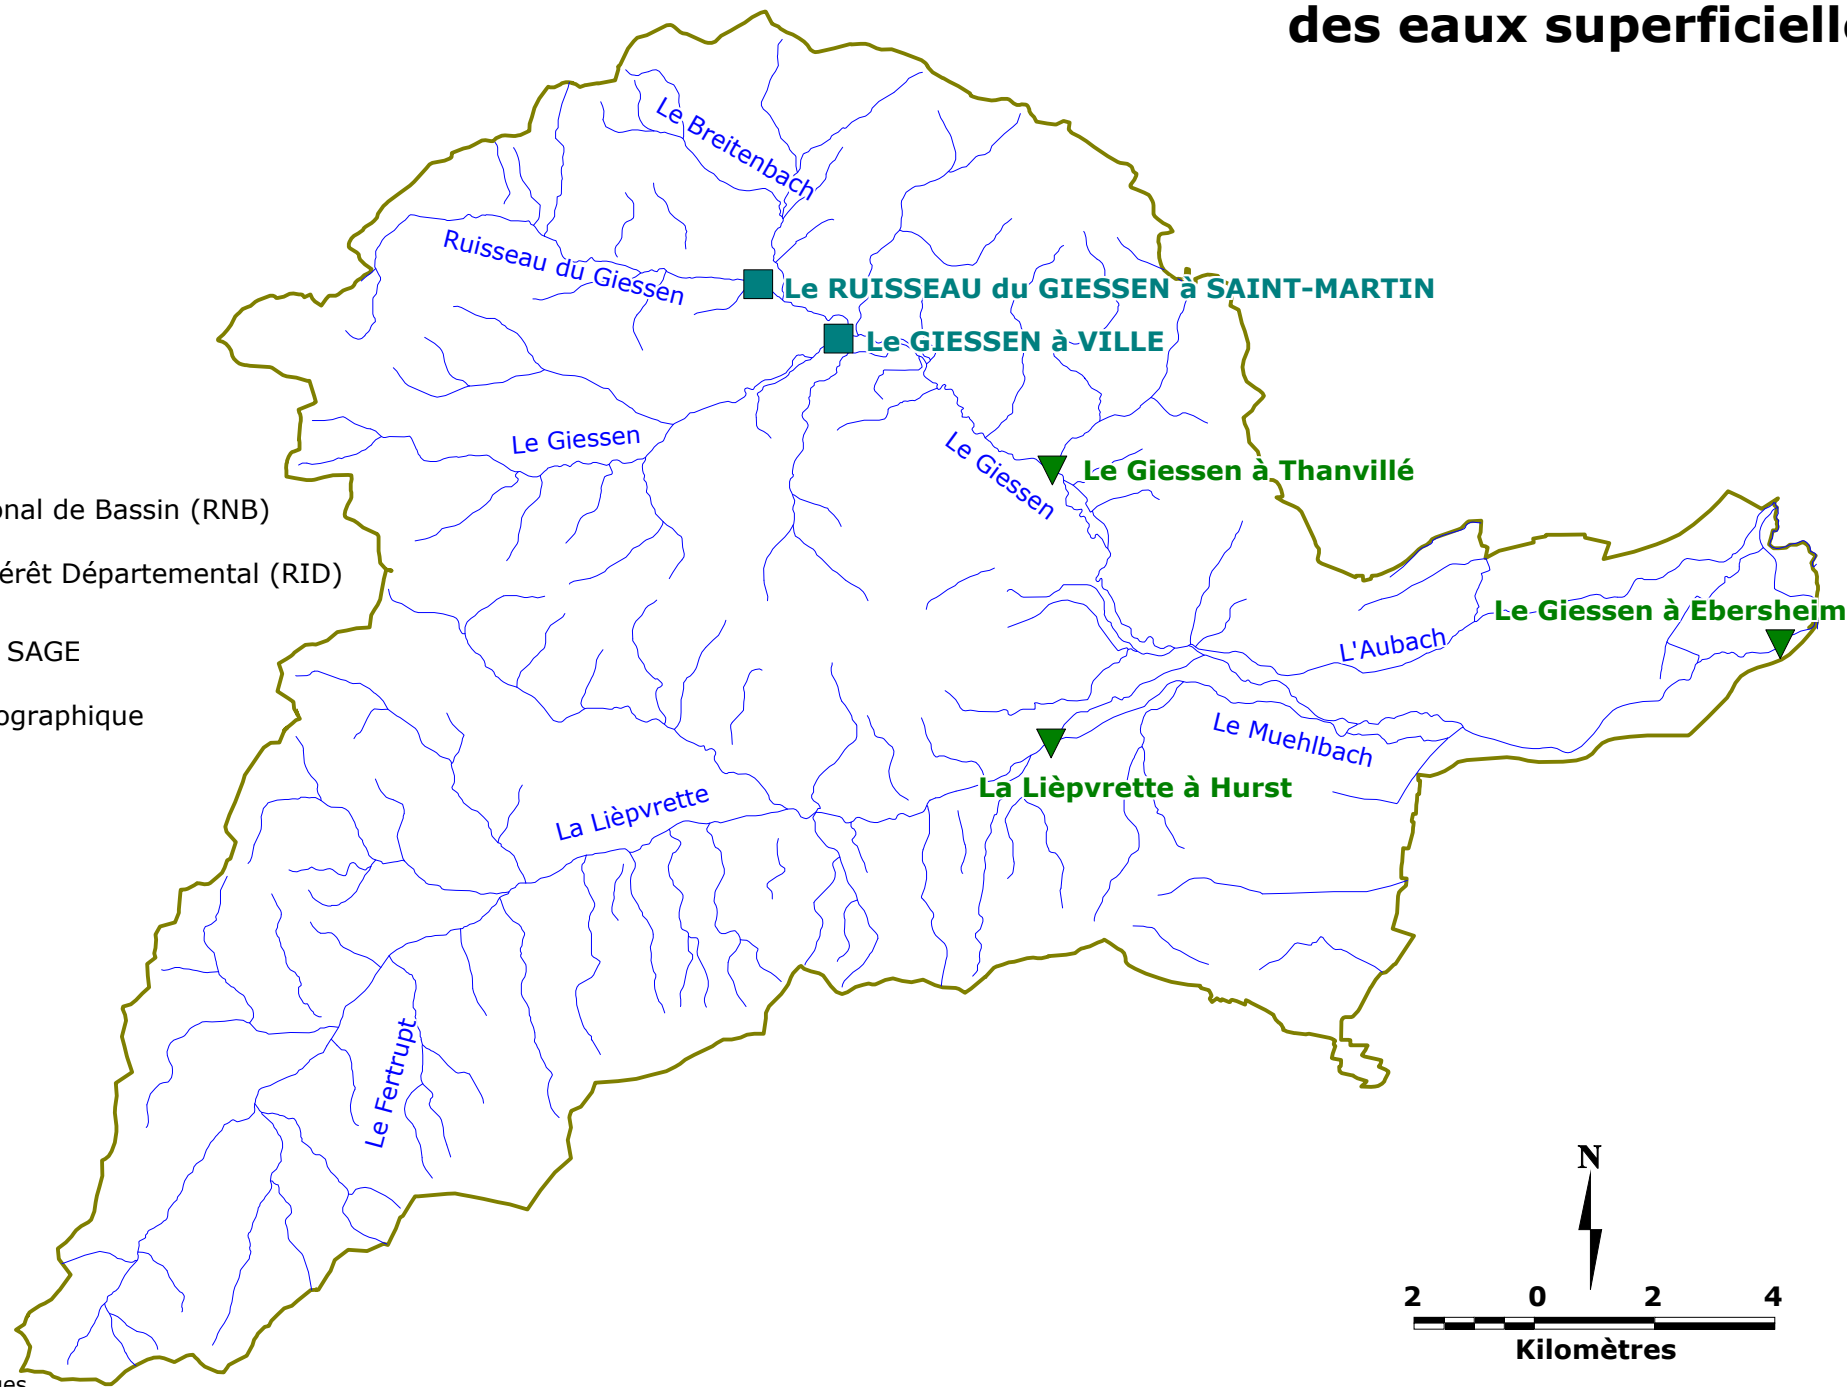 des eaux superficielle
Le Breitenbach
Ruisseau du Giessen
Le RUISSEAU du GIESSEN à SAINT-MARTIN
Le GIESSEN à VILLE
Le Giessen
Le Giessen
Le Giessen à Thanvillé
onal de Bassin (RNB)
érêt Départemental (RID)
Le Giessen à Ebersheim
L'Aubach
SAGE
ographique
Le Muehlbach
La Lièpvrette à Hurst
La Lièpvrette
Le Fertrupt
N
2 0 2 4
Kilomètres